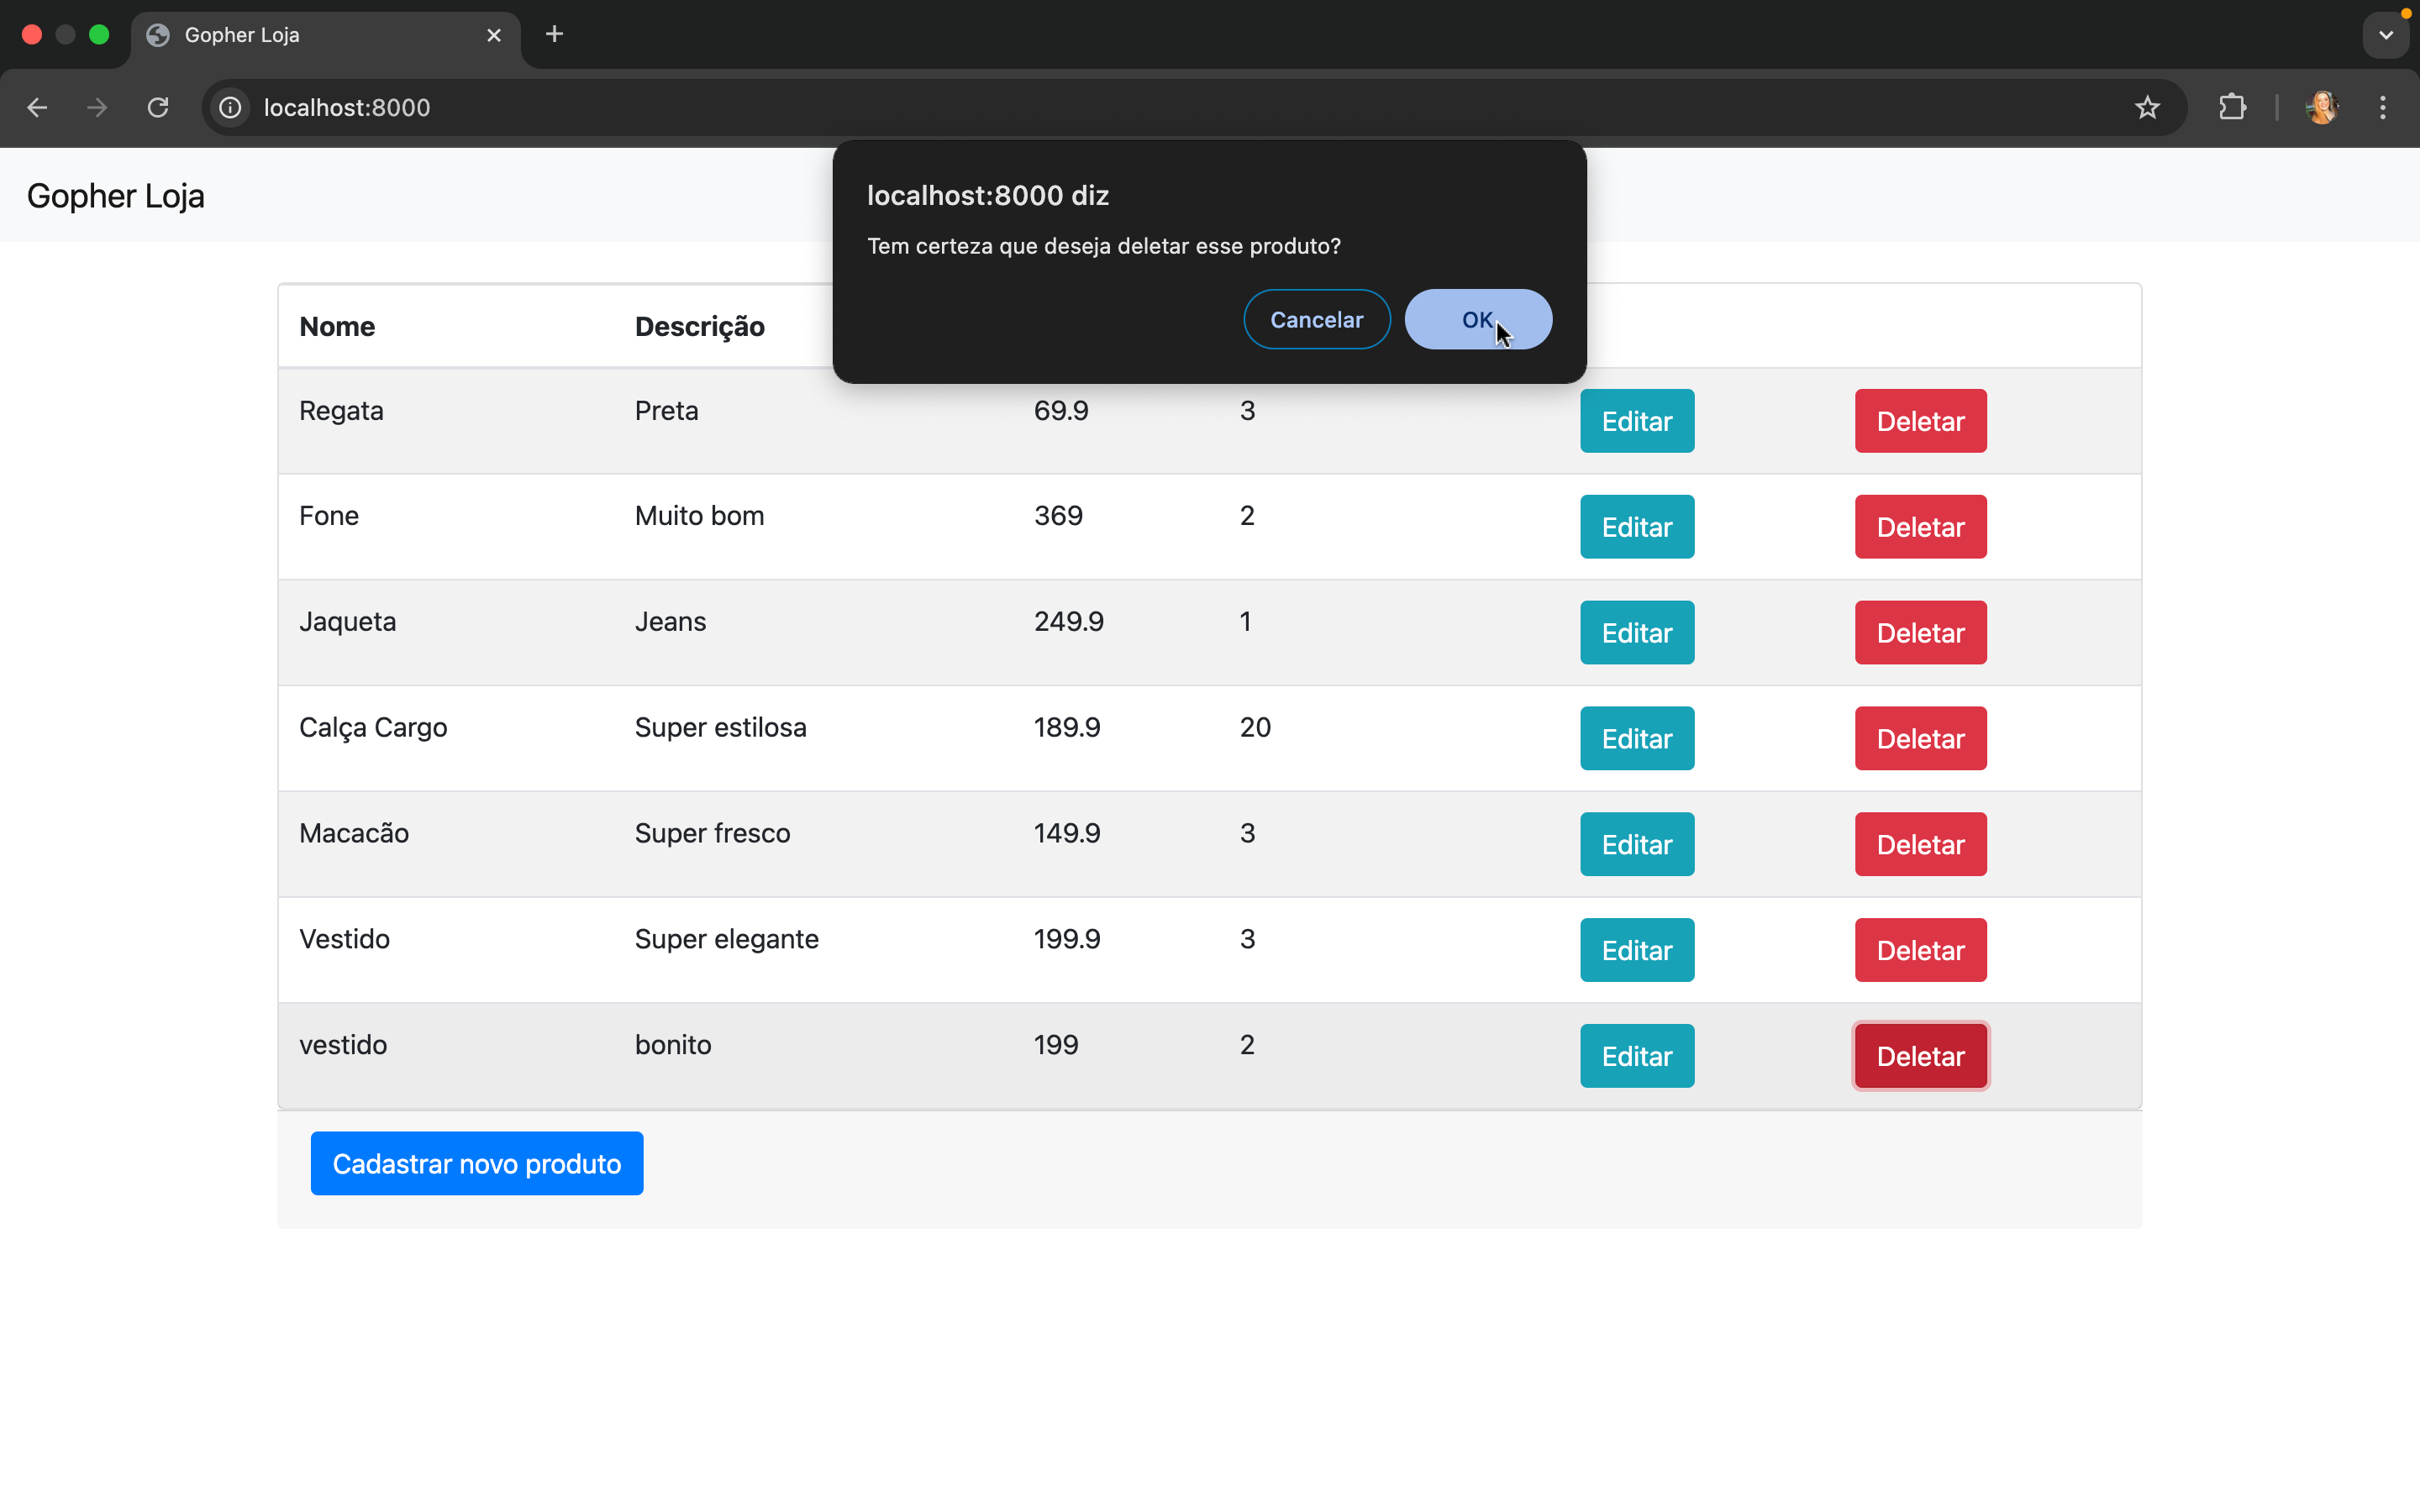 Gopher Loja
localhost:8000
Gopher Loja
localhost:8000 diz
Tem certeza que deseja deletar esse produto?
Cancelar OK
Nome Descrição
Regata Preta 69.9 3 Editar Deletar
Fone Muito bom 369 2 Editar Deletar
Jaqueta Jeans 249.9 1 Editar Deletar
Calça Cargo Super estilosa 189.9 20 Editar Deletar
Macacão Super fresco 149.9 3 Editar Deletar
Vestido Super elegante 199.9 3 Editar Deletar
vestido bonito 199 2 Editar Deletar
Cadastrar novo produto